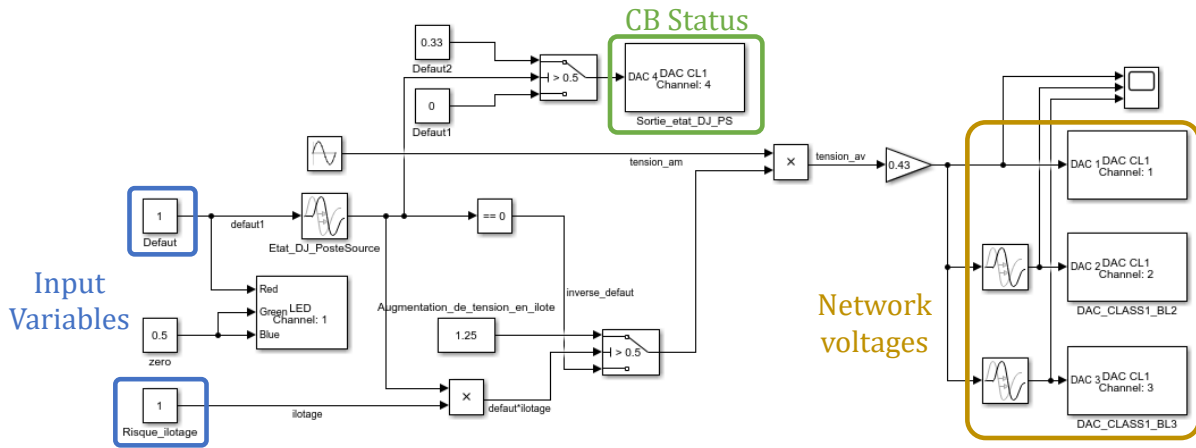 CB Status
0.33
Defaut2
> 0.5
DAC 4
DAC CL1
Channel: 4
Sortie_etat_DJ_PS
0
Defaut1
tension_am
×
tension_av
0.43
DAC 1
DAC CL1
Channel: 1
1
Defaut
defaut1
Etat_DJ_PosteSource
== 0
DAC 2
DAC CL1
Channel: 2
DAC_CLASS1_BL2
Input
Variables
Red
Green
Blue
LED
Channel: 1
0.5
zero
inverse_defaut
Augmentation_de_tension_en_ilote
1.25
> 0.5
Network
voltages
DAC 3
DAC CL1
Channel: 3
DAC_CLASS1_BL3
1
Risque_ilotage
ilotage
×
defaut*ilotage